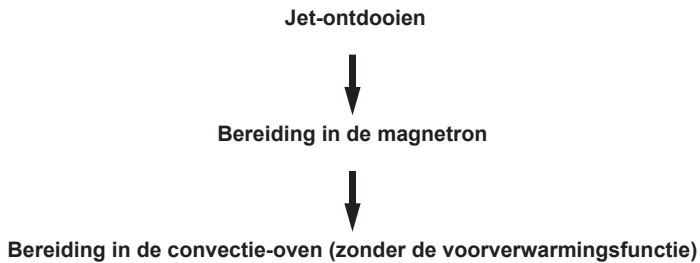 Jet-ontdooien
Bereiding in de magnetron
Bereiding in de convectie-oven (zonder de voorverwarmingsfunctie)